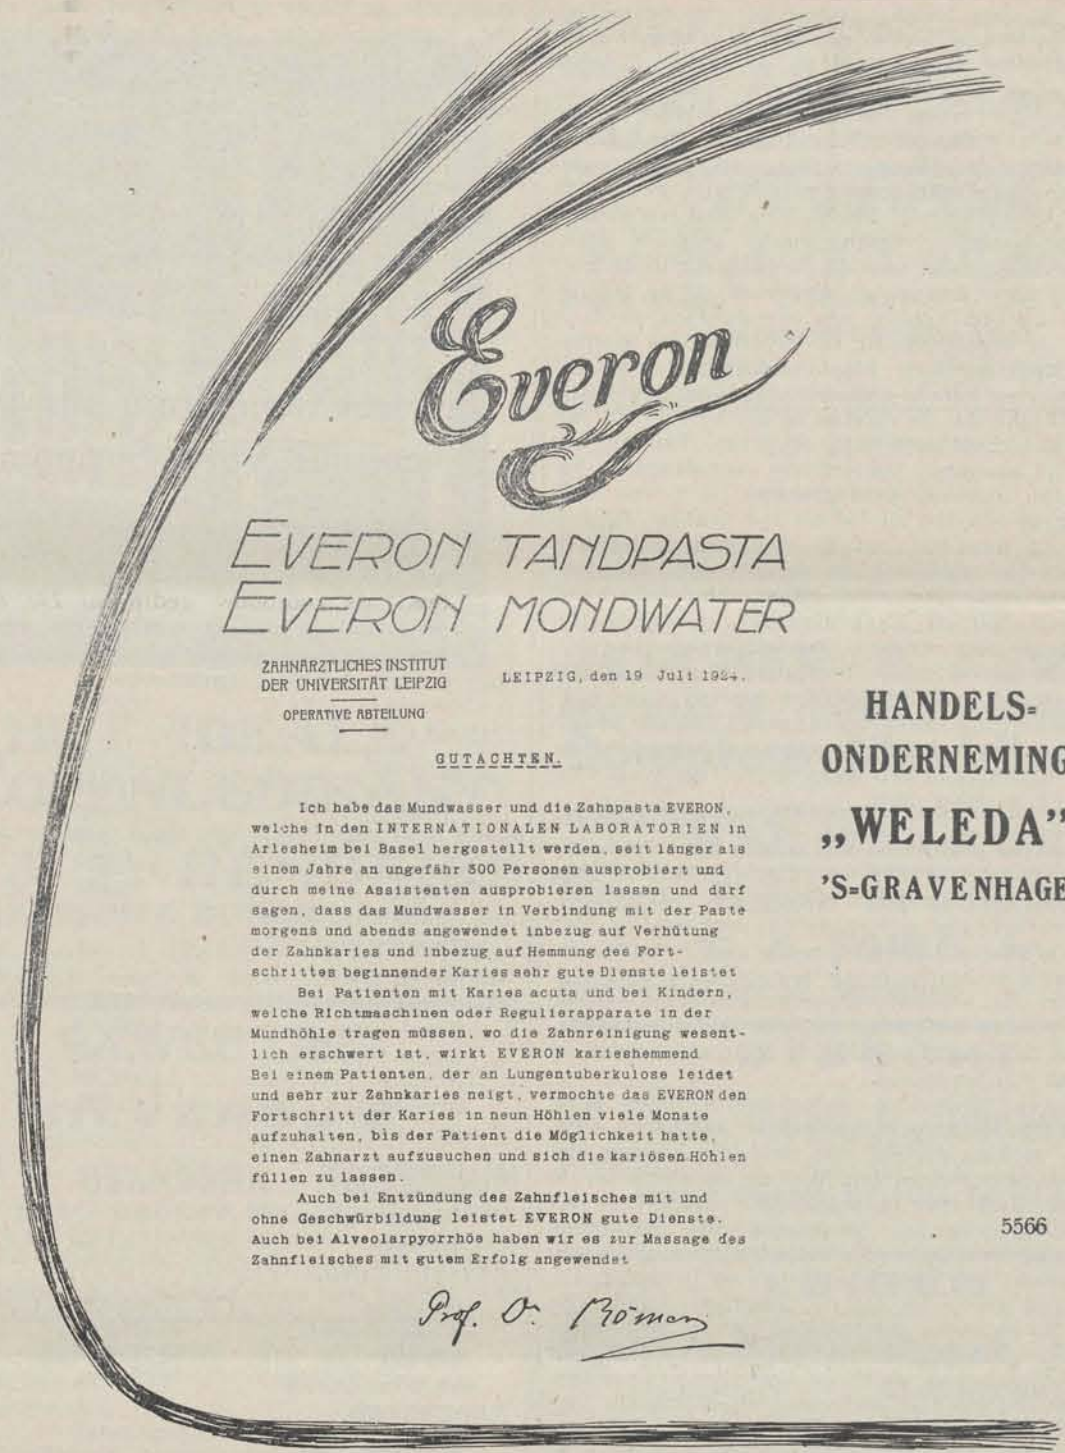 Everon
EVERON TANDPASTA
EVERON MONDWATER
ZAHNÄRZTLICHES INSTITUT
DER UNIVERSITÄT LEIPZIG
OPERATIVE ABTEILUNG
LEIPZIG, den 19 Juli 1924.
GUTACHTEN.
Ich habe das Mundwasser und die Zahnpasta EVERON,
welche in den INTERNATIONALEN LABORATORIEN in
Arlesheim bei Basel hergestellt werden, seit länger als
einem Jahre an ungefähr 300 Personen ausprobiert und
durch meine Assistenten ausprobieren lassen und darf
sagen, dass das Mundwasser in Verbindung mit der Paste
morgens und abends angewendet inbezug auf Verhütung
der Zahnkaries und inbezug auf Hemmung des Fort-
schrittes beginnender Karies sehr gute Dienste leistet
Bei Patienten mit Karies acuta und bei Kindern,
welche Richtmaschinen oder Regulierapparate in der
Mundhöhle tragen müssen, wo die Zahnreinigung wesent-
lich erschwert ist, wirkt EVERON karieshemmend
Bei einem Patienten, der an Lungentuberkulose leidet
und sehr zur Zahnkaries neigt, vermochte das EVERON den
Fortschritt der Karies in neun Höhlen viele Monate
aufzuhalten, bis der Patient die Möglichkeit hatte,
einen Zahnarzt aufzusuchen und sich die kariösen Höhlen
füllen zu lassen.
Auch bei Entzündung des Zahnfleisches mit und
ohne Geschwürbildung leistet EVERON gute Dienste.
Auch bei Alveolarpyorrhöe haben wir es zur Massage des
Zahnfleisches mit gutem Erfolg angewendet
Prof. Dr.
HANDELS=
ONDERNEMING
„WELEDA”
'S=GRAVENHAGE
5566